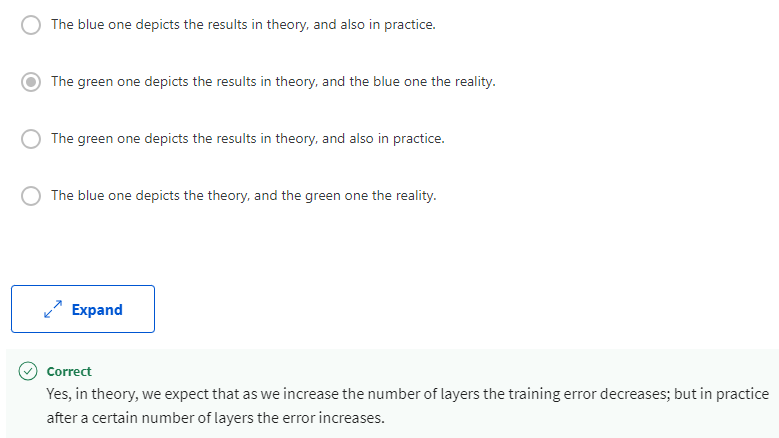 The blue one depicts the results in theory, and also in practice.
The green one depicts the results in theory, and the blue one the reality.
The green one depicts the results in theory, and also in practice.
The blue one depicts the theory, and the green one the reality.
Expand
Correct
Yes, in theory, we expect that as we increase the number of layers the training error decreases; but in practice
after a certain number of layers the error increases.